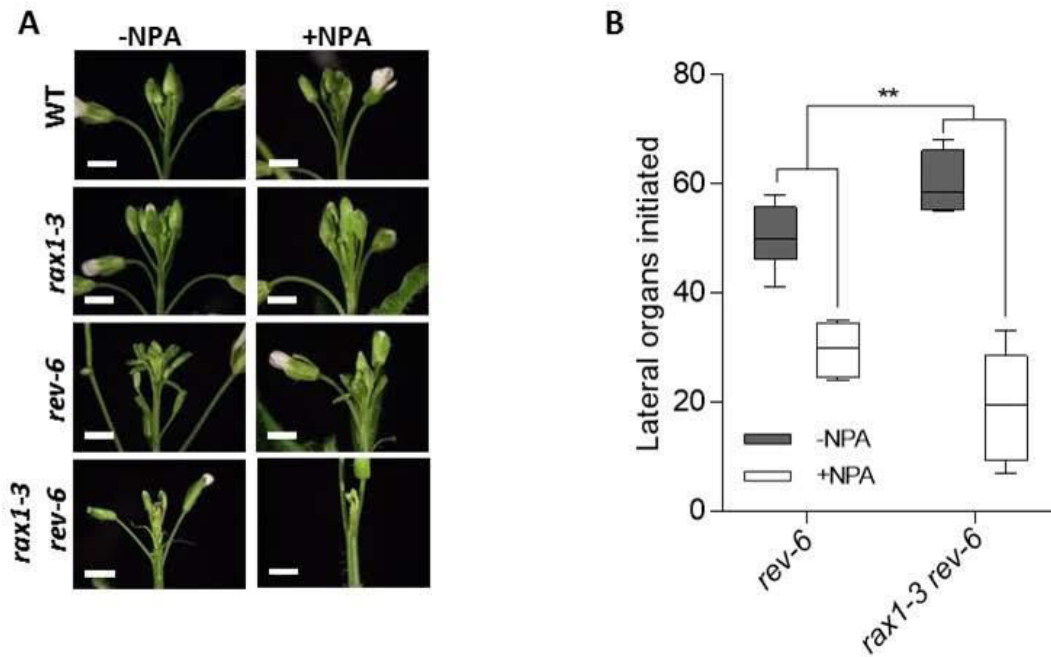 A
-NPA
+NPA
WT
rax1-3
rev-6
rax1-3
rev-6
B
80
60
40
20
0
Lateral organs initiated
**
-NPA
+NPA
rev-6
rax1-3 rev-6